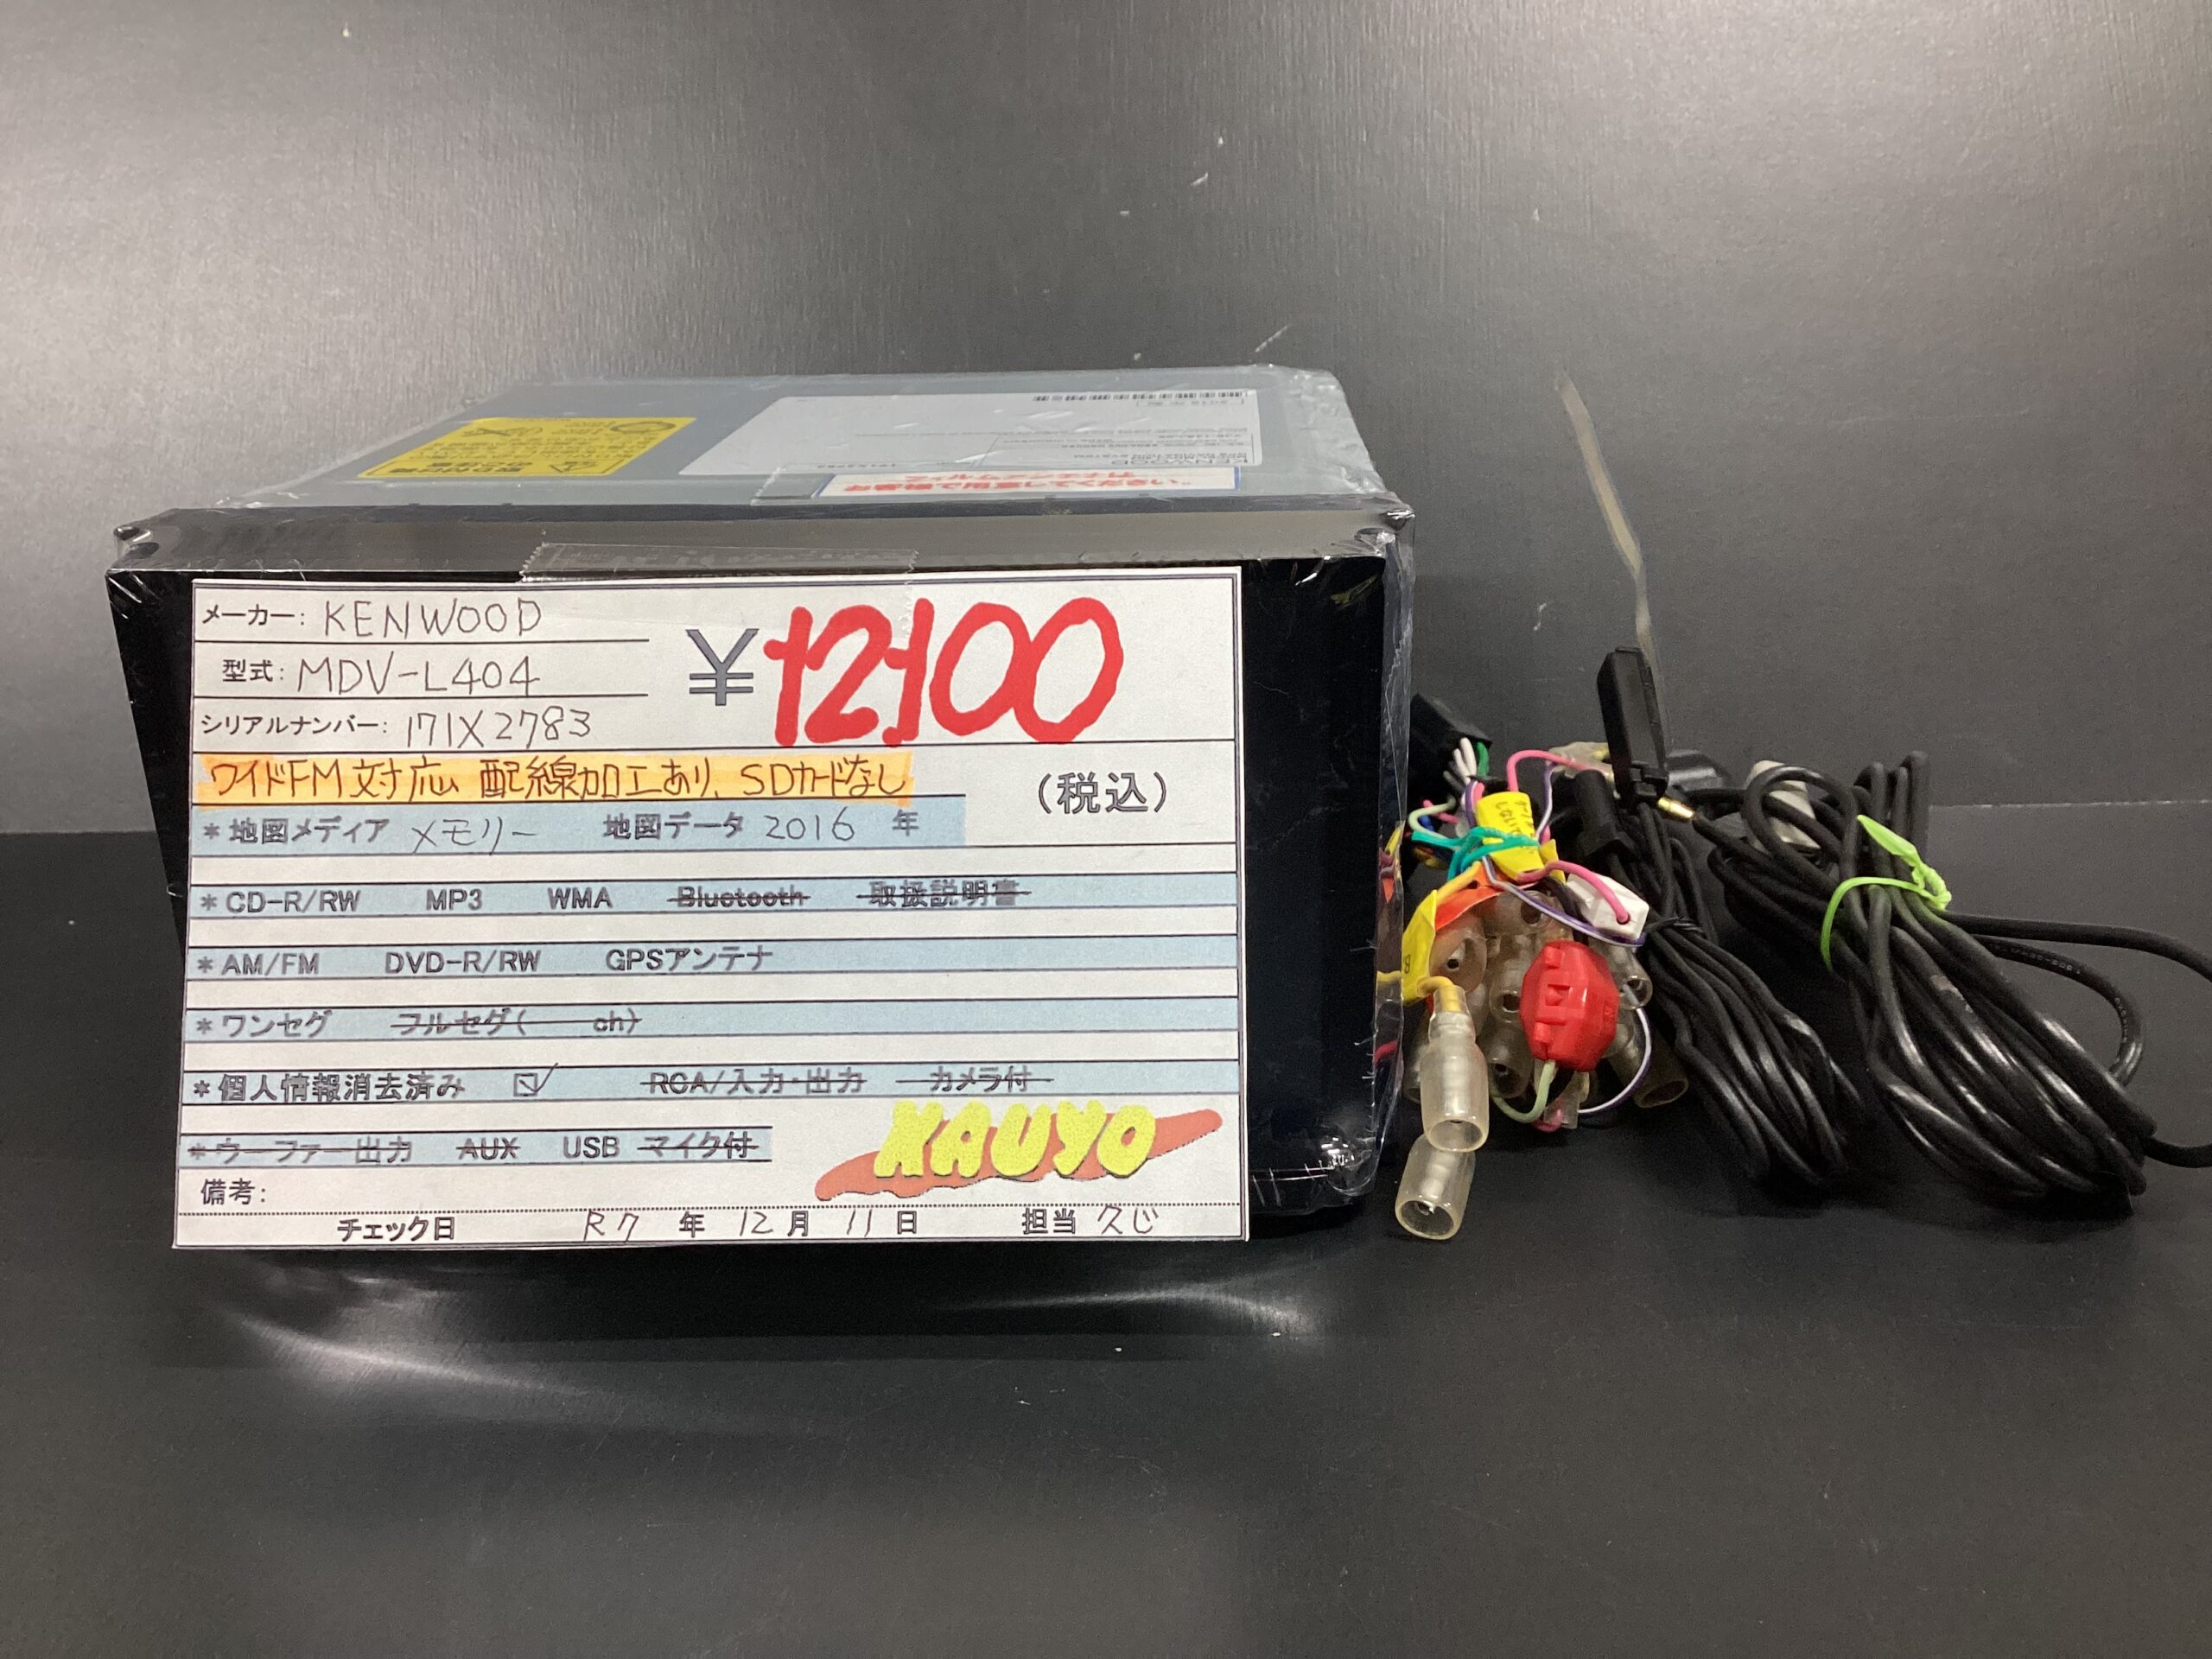 KENWOOD
メーカー: KENWOOD
型式: MDV-L404
シリアルナンバー: 171X2783
¥12,100
(税込)
ワイドFM対応 配線加工あり、SDカードなし
*地図メディア メモリー 地図データ 2016 年
*CD-R/RW MP3 WMA Bluetooth 取扱説明書
*AM/FM DVD-R/RW GPSアンテナ
*ワンセグ フルセグ( ch)
*個人情報消去済み ☑ RCA/入力・出力 カメラ付
*ウーファー出力 AUX USB マイク付
KAUYO
備考:
チェック日 R7 年 12 月 11 日 担当 久じ